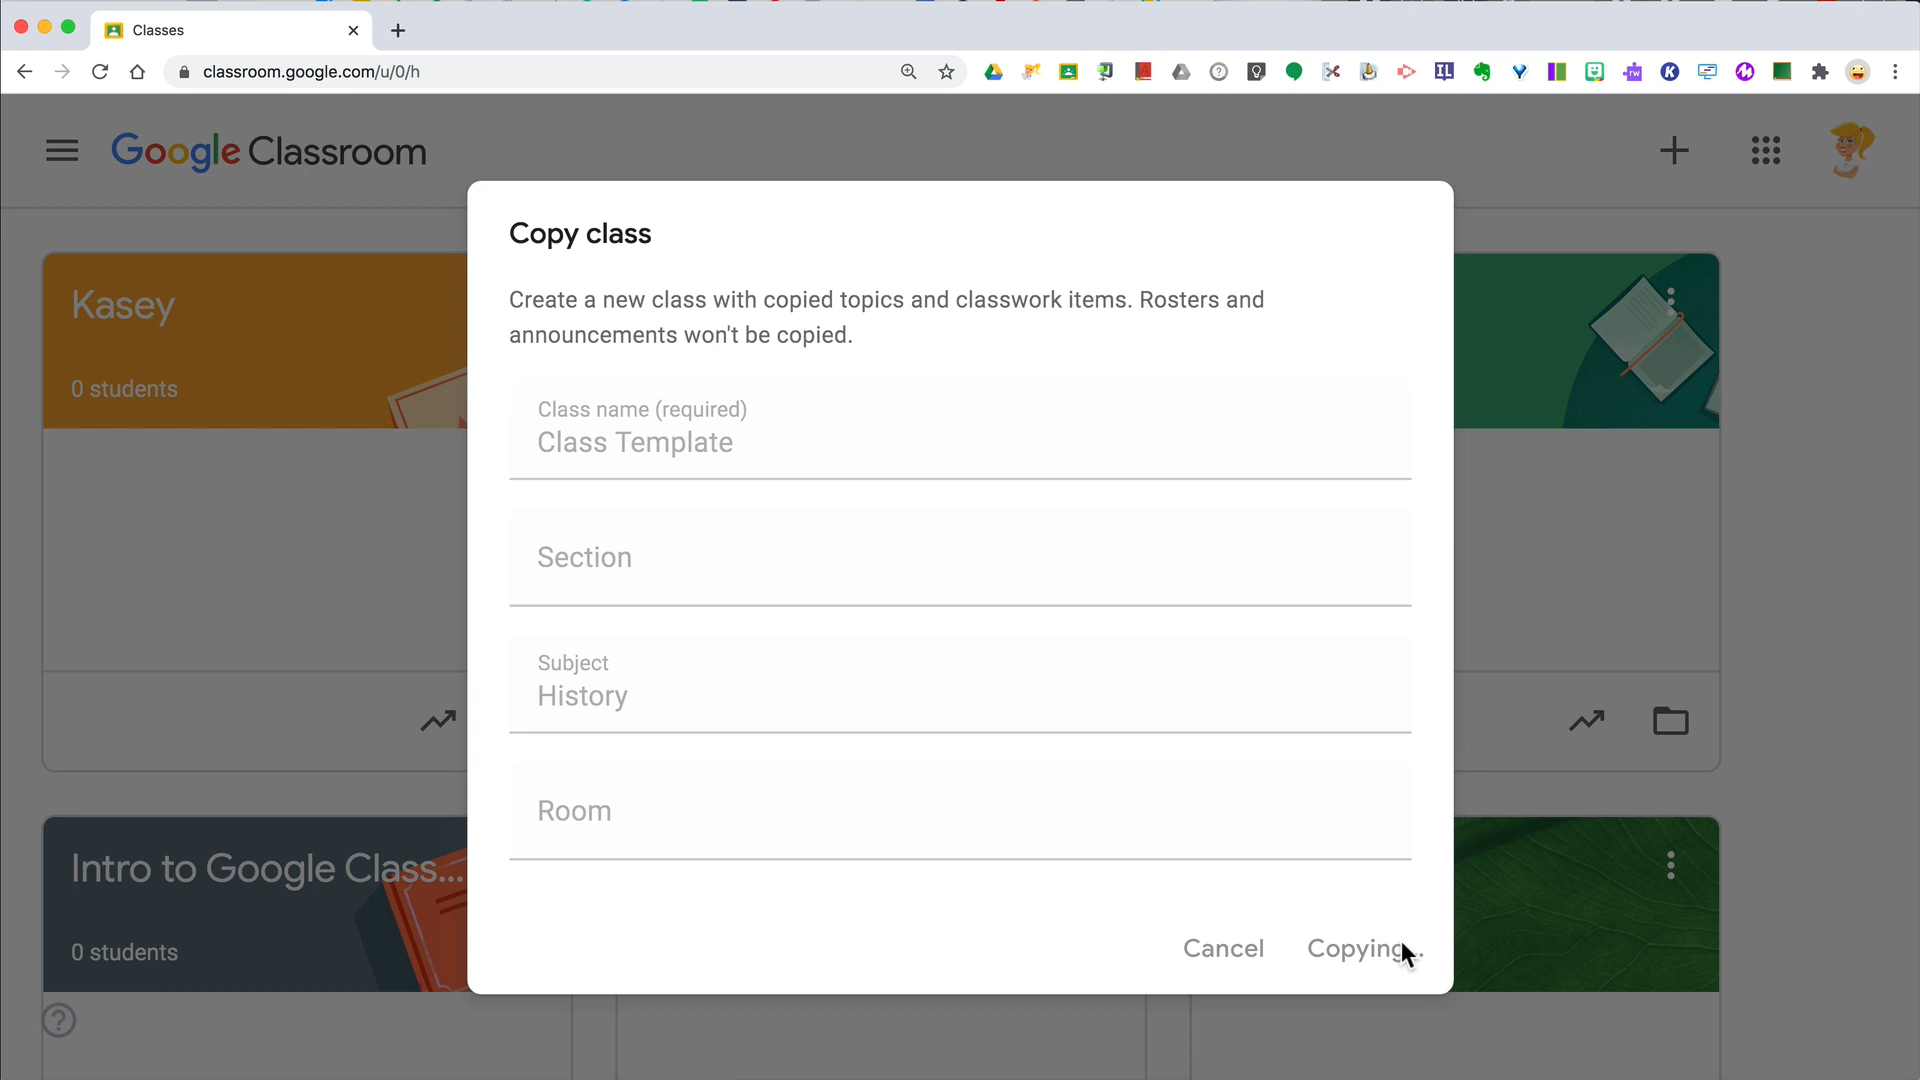 Classes
classroom.google.com/u/0/h
Google Classroom
Copy class
Create a new class with copied topics and classwork items. Rosters and
announcements won't be copied.
Kasey
0 students
Class name (required)
Class Template
Section
Subject
History
Room
Intro to Google Class...
0 students
Cancel
Copying...